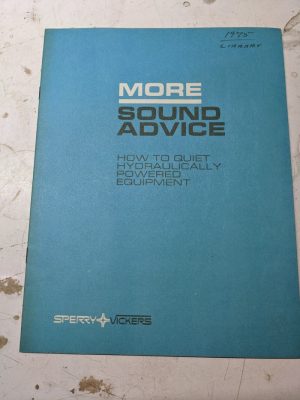 1975
LIBRARY
MORE
SOUND
ADVICE
HOW TO QUIET
HYDRAULICALLY
POWERED
EQUIPMENT
SPERRY VICKERS